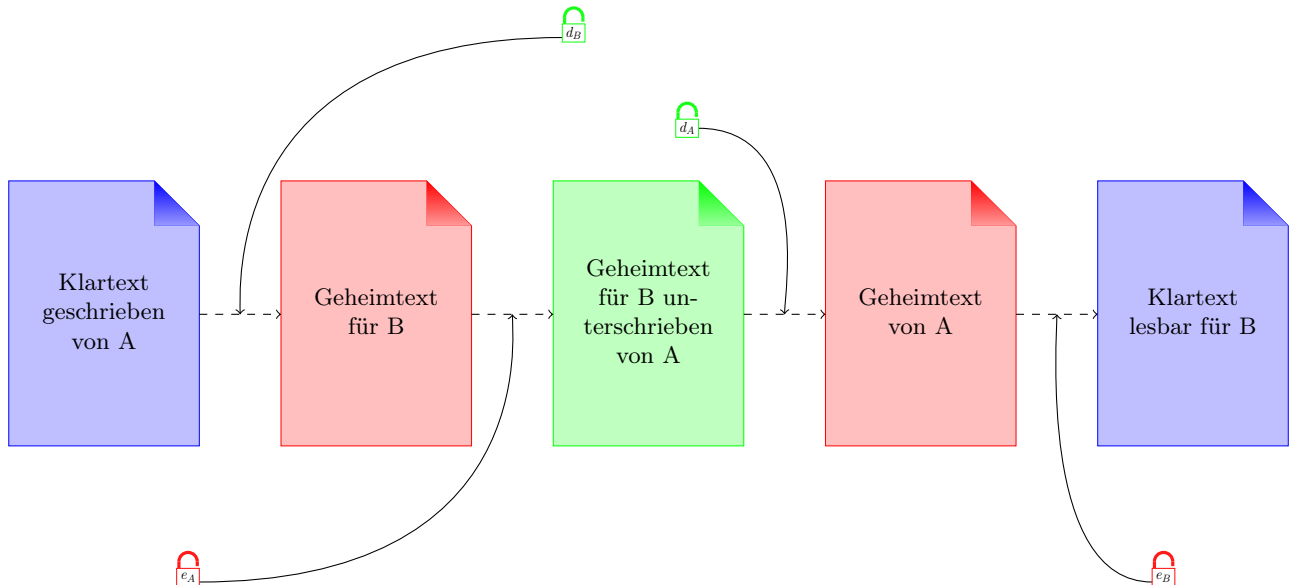 d_B
d_A
Klartext
geschrieben
von A
Geheimtext
für B
Geheimtext
für B un-
terschrieben
von A
Geheimtext
von A
Klartext
lesbar für B
e_A
e_B